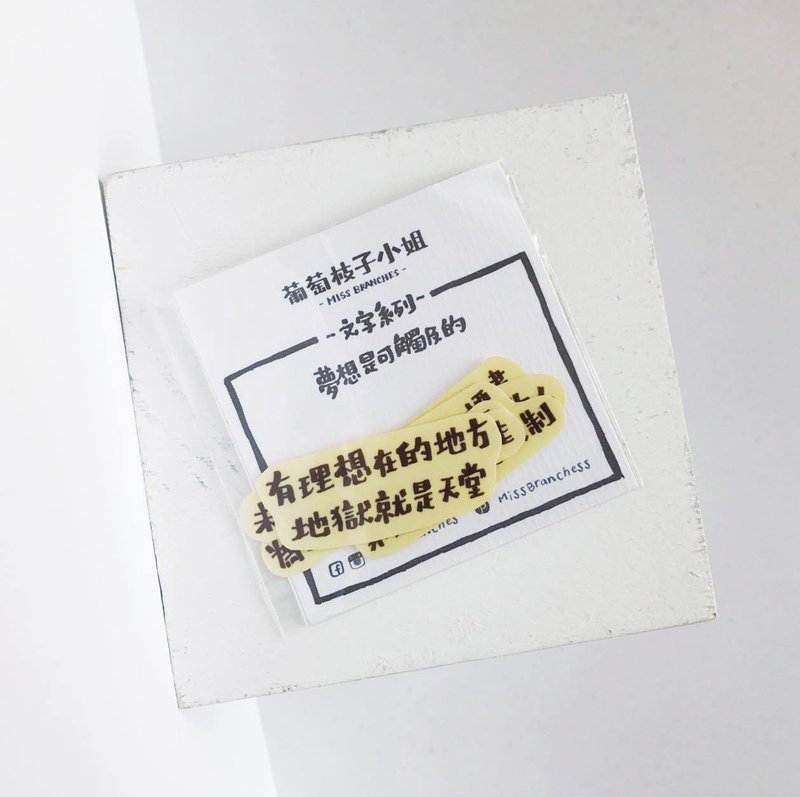 葡萄枝子小姐
- MISS BRANCHES -
- 文字系列 -
夢想是可觸及的
制
有理想在的地方
地獄就是天堂
MissBranchess